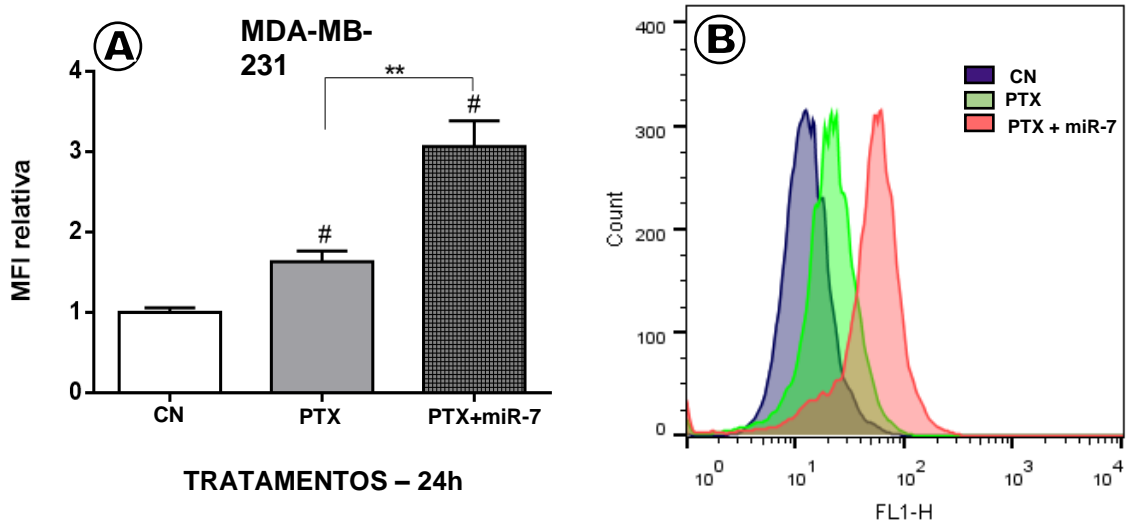 A
MDA-MB-
231
**
#
#
MFI relativa
4
3
2
1
0
CN
PTX
PTX+miR-7
TRATAMENTOS – 24h
B
CN
PTX
PTX + miR-7
Count
400
300
200
100
0
10^0
10^1
10^2
10^3
10^4
FL1-H